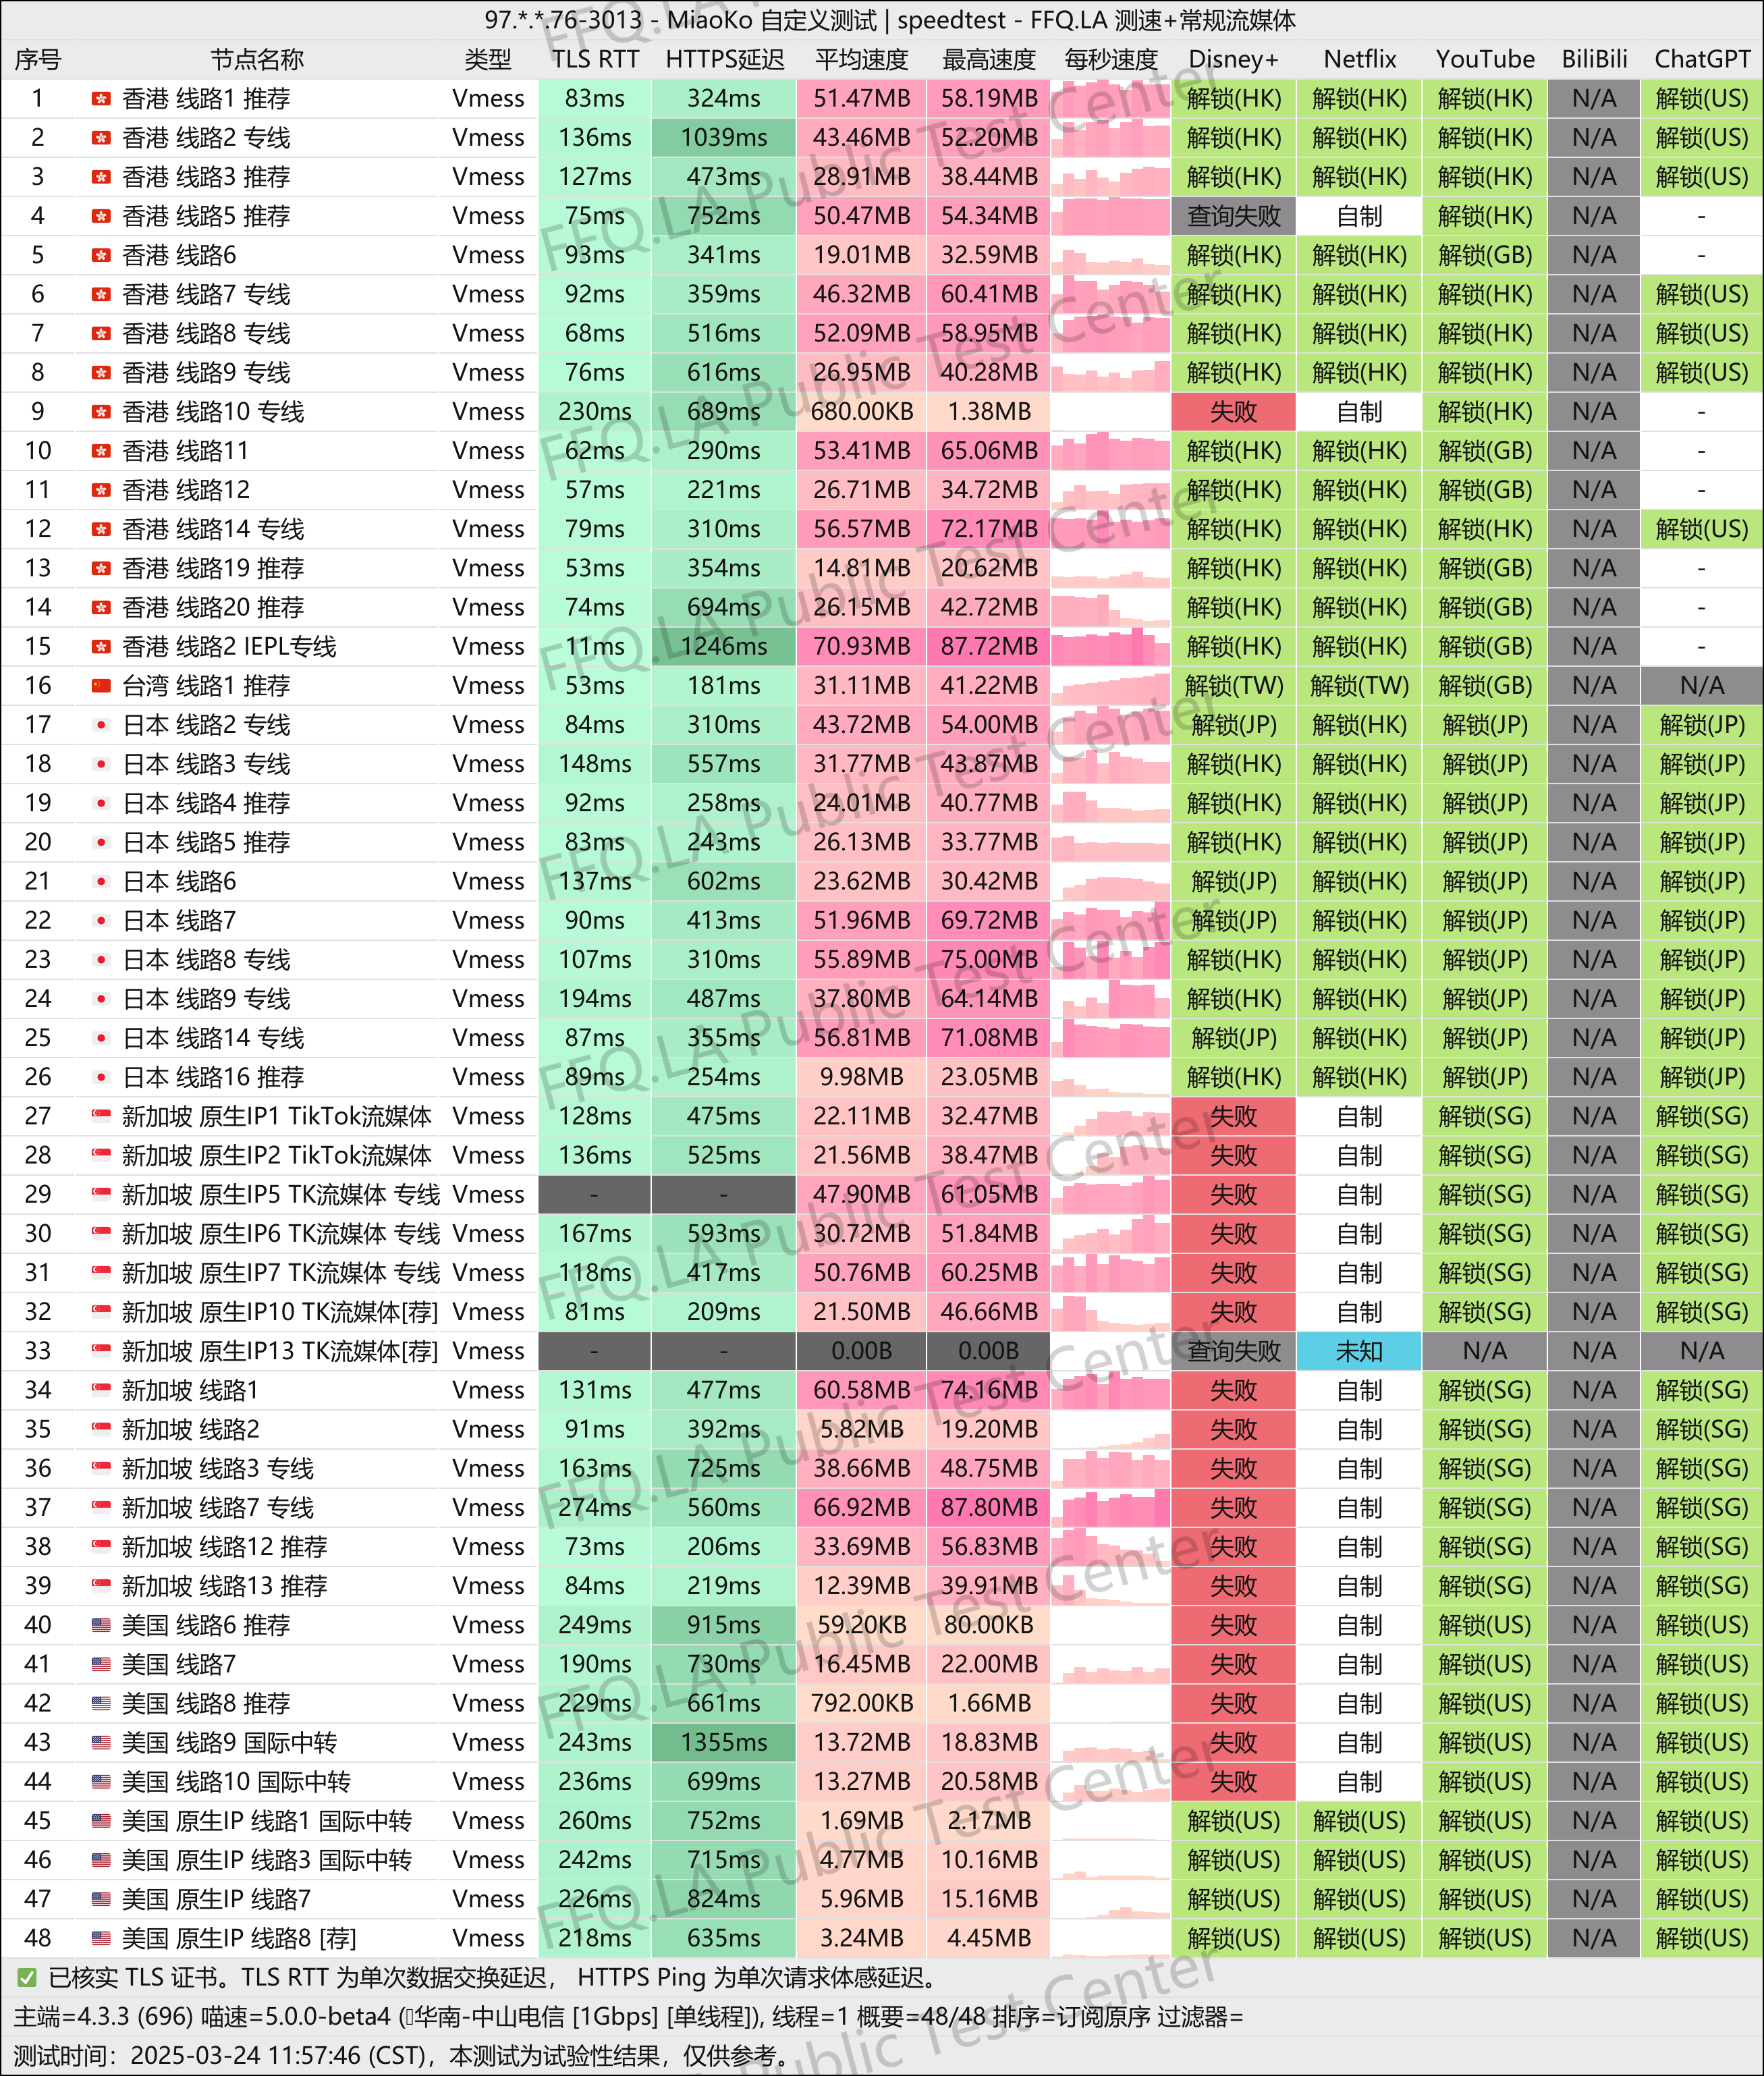 97.*.*.76-3013 - MiaoKo 自定义测试 | speedtest - FFQ.LA 测速+常规流媒体
序号 节点名称 类型 TLS RTT HTTPS延迟 平均速度 最高速度 每秒速度 Disney+ Netflix YouTube BiliBili ChatGPT
1 香港 线路1 推荐 Vmess 83ms 324ms 51.47MB 58.19MB 解锁(HK) 解锁(HK) 解锁(HK) N/A 解锁(US)
2 香港 线路2 专线 Vmess 136ms 1039ms 43.46MB 52.20MB 解锁(HK) 解锁(HK) 解锁(HK) N/A 解锁(US)
3 香港 线路3 推荐 Vmess 127ms 473ms 28.91MB 38.44MB 解锁(HK) 解锁(HK) 解锁(HK) N/A 解锁(US)
4 香港 线路5 推荐 Vmess 75ms 752ms 50.47MB 54.34MB 查询失败 自制 解锁(HK) N/A -
5 香港 线路6 Vmess 93ms 341ms 19.01MB 32.59MB 解锁(HK) 解锁(HK) 解锁(GB) N/A -
6 香港 线路7 专线 Vmess 92ms 359ms 46.32MB 60.41MB 解锁(HK) 解锁(HK) 解锁(HK) N/A 解锁(US)
7 香港 线路8 专线 Vmess 68ms 516ms 52.09MB 58.95MB 解锁(HK) 解锁(HK) 解锁(HK) N/A 解锁(US)
8 香港 线路9 专线 Vmess 76ms 616ms 26.95MB 40.28MB 解锁(HK) 解锁(HK) 解锁(HK) N/A 解锁(US)
9 香港 线路10 专线 Vmess 230ms 689ms 680.00KB 1.38MB 失败 自制 解锁(HK) N/A -
10 香港 线路11 Vmess 62ms 290ms 53.41MB 65.06MB 解锁(HK) 解锁(HK) 解锁(GB) N/A -
11 香港 线路12 Vmess 57ms 221ms 26.71MB 34.72MB 解锁(HK) 解锁(HK) 解锁(GB) N/A -
12 香港 线路14 专线 Vmess 79ms 310ms 56.57MB 72.17MB 解锁(HK) 解锁(HK) 解锁(HK) N/A 解锁(US)
13 香港 线路19 推荐 Vmess 53ms 354ms 14.81MB 20.62MB 解锁(HK) 解锁(HK) 解锁(GB) N/A -
14 香港 线路20 推荐 Vmess 74ms 694ms 26.15MB 42.72MB 解锁(HK) 解锁(HK) 解锁(GB) N/A -
15 香港 线路2 IEPL专线 Vmess 11ms 1246ms 70.93MB 87.72MB 解锁(HK) 解锁(HK) 解锁(GB) N/A -
16 台湾 线路1 推荐 Vmess 53ms 181ms 31.11MB 41.22MB 解锁(TW) 解锁(TW) 解锁(GB) N/A N/A
17 日本 线路2 专线 Vmess 84ms 310ms 43.72MB 54.00MB 解锁(JP) 解锁(HK) 解锁(JP) N/A 解锁(JP)
18 日本 线路3 专线 Vmess 148ms 557ms 31.77MB 43.87MB 解锁(HK) 解锁(HK) 解锁(JP) N/A 解锁(JP)
19 日本 线路4 推荐 Vmess 92ms 258ms 24.01MB 40.77MB 解锁(HK) 解锁(HK) 解锁(JP) N/A 解锁(JP)
20 日本 线路5 推荐 Vmess 83ms 243ms 26.13MB 33.77MB 解锁(HK) 解锁(HK) 解锁(JP) N/A 解锁(JP)
21 日本 线路6 Vmess 137ms 602ms 23.62MB 30.42MB 解锁(JP) 解锁(HK) 解锁(JP) N/A 解锁(JP)
22 日本 线路7 Vmess 90ms 413ms 51.96MB 69.72MB 解锁(JP) 解锁(HK) 解锁(JP) N/A 解锁(JP)
23 日本 线路8 专线 Vmess 107ms 310ms 55.89MB 75.00MB 解锁(HK) 解锁(HK) 解锁(JP) N/A 解锁(JP)
24 日本 线路9 专线 Vmess 194ms 487ms 37.80MB 64.14MB 解锁(HK) 解锁(HK) 解锁(JP) N/A 解锁(JP)
25 日本 线路14 专线 Vmess 87ms 355ms 56.81MB 71.08MB 解锁(JP) 解锁(HK) 解锁(JP) N/A 解锁(JP)
26 日本 线路16 推荐 Vmess 89ms 254ms 9.98MB 23.05MB 解锁(HK) 解锁(HK) 解锁(JP) N/A 解锁(JP)
27 新加坡 原生IP1 TikTok流媒体 Vmess 128ms 475ms 22.11MB 32.47MB 失败 自制 解锁(SG) N/A 解锁(SG)
28 新加坡 原生IP2 TikTok流媒体 Vmess 136ms 525ms 21.56MB 38.47MB 失败 自制 解锁(SG) N/A 解锁(SG)
29 新加坡 原生IP5 TK流媒体 专线 Vmess - - 47.90MB 61.05MB 失败 自制 解锁(SG) N/A 解锁(SG)
30 新加坡 原生IP6 TK流媒体 专线 Vmess 167ms 593ms 30.72MB 51.84MB 失败 自制 解锁(SG) N/A 解锁(SG)
31 新加坡 原生IP7 TK流媒体 专线 Vmess 118ms 417ms 50.76MB 60.25MB 失败 自制 解锁(SG) N/A 解锁(SG)
32 新加坡 原生IP10 TK流媒体[荐] Vmess 81ms 209ms 21.50MB 46.66MB 失败 自制 解锁(SG) N/A 解锁(SG)
33 新加坡 原生IP13 TK流媒体[荐] Vmess - - 0.00B 0.00B 查询失败 未知 N/A N/A N/A
34 新加坡 线路1 Vmess 131ms 477ms 60.58MB 74.16MB 失败 自制 解锁(SG) N/A 解锁(SG)
35 新加坡 线路2 Vmess 91ms 392ms 5.82MB 19.20MB 失败 自制 解锁(SG) N/A 解锁(SG)
36 新加坡 线路3 专线 Vmess 163ms 725ms 38.66MB 48.75MB 失败 自制 解锁(SG) N/A 解锁(SG)
37 新加坡 线路7 专线 Vmess 274ms 560ms 66.92MB 87.80MB 失败 自制 解锁(SG) N/A 解锁(SG)
38 新加坡 线路12 推荐 Vmess 73ms 206ms 33.69MB 56.83MB 失败 自制 解锁(SG) N/A 解锁(SG)
39 新加坡 线路13 推荐 Vmess 84ms 219ms 12.39MB 39.91MB 失败 自制 解锁(SG) N/A 解锁(SG)
40 美国 线路6 推荐 Vmess 249ms 915ms 59.20KB 80.00KB 失败 自制 解锁(US) N/A 解锁(US)
41 美国 线路7 Vmess 190ms 730ms 16.45MB 22.00MB 失败 自制 解锁(US) N/A 解锁(US)
42 美国 线路8 推荐 Vmess 229ms 661ms 792.00KB 1.66MB 失败 自制 解锁(US) N/A 解锁(US)
43 美国 线路9 国际中转 Vmess 243ms 1355ms 13.72MB 18.83MB 失败 自制 解锁(US) N/A 解锁(US)
44 美国 线路10 国际中转 Vmess 236ms 699ms 13.27MB 20.58MB 失败 自制 解锁(US) N/A 解锁(US)
45 美国 原生IP 线路1 国际中转 Vmess 260ms 752ms 1.69MB 2.17MB 解锁(US) 解锁(US) 解锁(US) N/A 解锁(US)
46 美国 原生IP 线路3 国际中转 Vmess 242ms 715ms 4.77MB 10.16MB 解锁(US) 解锁(US) 解锁(US) N/A 解锁(US)
47 美国 原生IP 线路7 Vmess 226ms 824ms 5.96MB 15.16MB 解锁(US) 解锁(US) 解锁(US) N/A 解锁(US)
48 美国 原生IP 线路8 [荐] Vmess 218ms 635ms 3.24MB 4.45MB 解锁(US) 解锁(US) 解锁(US) N/A 解锁(US)
✅ 已核实 TLS 证书。TLS RTT 为单次数据交换延迟， HTTPS Ping 为单次请求体感延迟。
主端=4.3.3 (696) 喵速=5.0.0-beta4 (▯华南-中山电信 [1Gbps] [单线程]), 线程=1 概要=48/48 排序=订阅原序 过滤器=
测试时间：2025-03-24 11:57:46 (CST)，本测试为试验性结果，仅供参考。
FFQ.LA Public Test Center